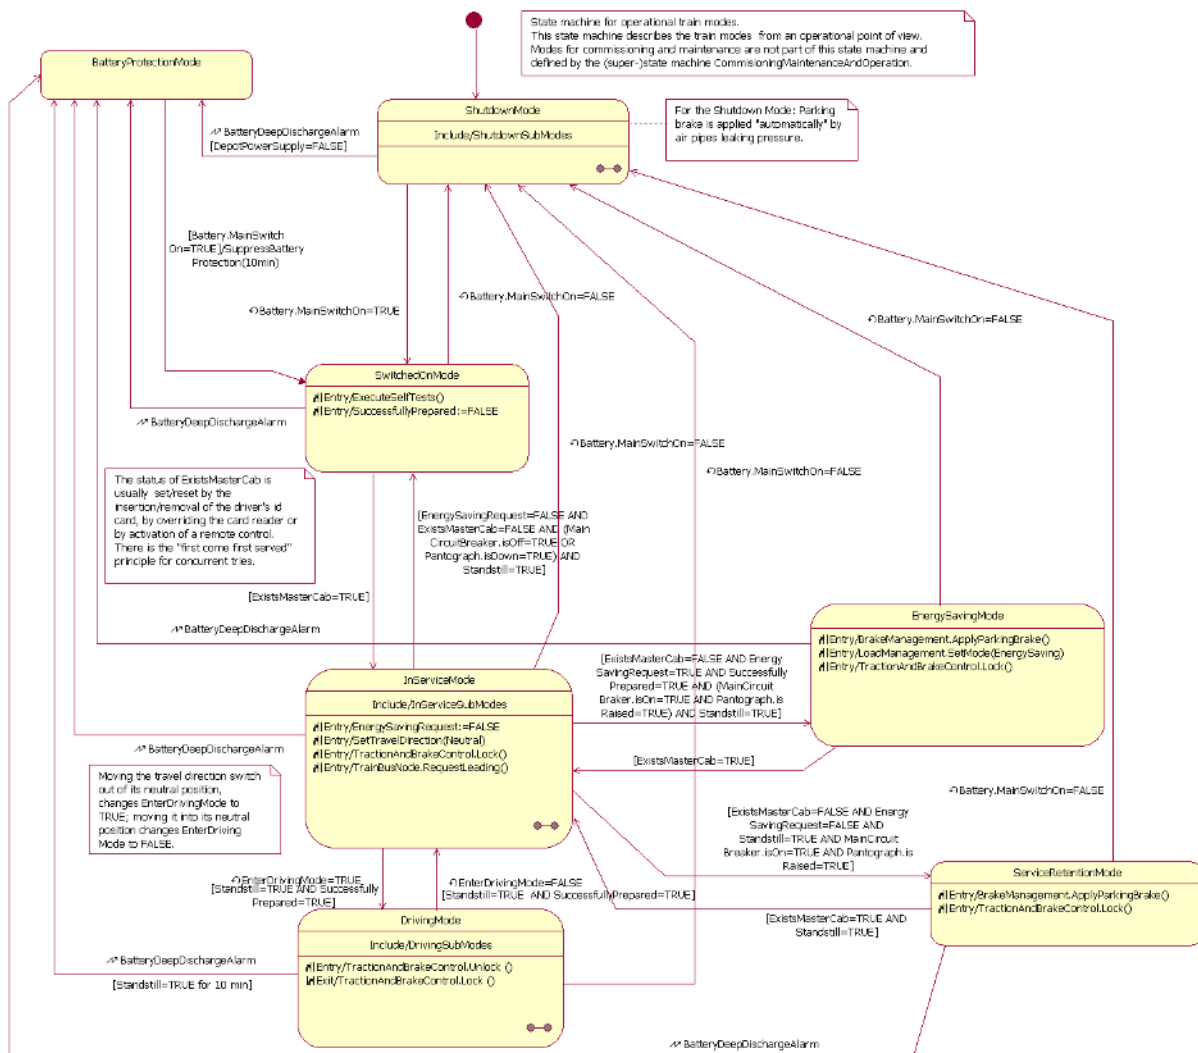 State machine for operational train modes.
This state machine describes the train modes from an operational point of view.
Modes for commissioning and maintenance are not part of this state machine and
defined by the (super-)state machine CommisioningMaintenanceAndOperation.
BatteryProtectionMode
ShutdownMode
Include/ShutdownSubModes
For the Shutdown Mode: Parking
brake is applied "automatically" by
air pipes leaking pressure.
BatteryDeepDischargeAlarm
[DepotPowerSupply=FALSE]
[Battery.MainSwitch
On=TRUE]/SuppressBattery
Protection(10min)
Battery.MainSwitchOn=TRUE
Battery.MainSwitchOn=FALSE
Battery.MainSwitchOn=FALSE
SwitchedOnMode
Entry/ExecuteSelfTests()
Entry/SuccessfullyPrepared:=FALSE
BatteryDeepDischargeAlarm
Battery.MainSwitchOn=FALSE
Battery.MainSwitchOn=FALSE
The status of ExistsMasterCab is
usually set/reset by the
insertion/removal of the driver's id
card, by overriding the card reader or
by activation of a remote control.
There is the "first come first served"
principle for concurrent tries.
[EnergySavingRequest=FALSE AND
ExistsMasterCab=FALSE AND (Main
CircuitBreaker.isOff=TRUE OR
Pantograph.isDown=TRUE) AND
Standstill=TRUE]
[ExistsMasterCab=TRUE]
BatteryDeepDischargeAlarm
EnergySavingMode
Entry/BrakeManagement.ApplyParkingBrake()
Entry/LoadManagement.SetMode(EnergySaving)
Entry/TractionAndBrakeControl.Lock()
[ExistsMasterCab=FALSE AND Energy
SavingRequest=TRUE AND Successfully
Prepared=TRUE AND (MainCircuit
Braker.isOn=TRUE AND Pantograph.is
Raised=TRUE) AND Standstill=TRUE]
InServiceMode
Include/InServiceSubModes
Entry/EnergySavingRequest:=FALSE
Entry/SetTravelDirection(Neutral)
Entry/TractionAndBrakeControl.Lock()
Entry/TrainBusNode.RequestLeading()
BatteryDeepDischargeAlarm
[ExistsMasterCab=TRUE]
Moving the travel direction switch
out of its neutral position,
changes EnterDrivingMode to
TRUE; moving it into its neutral
position changes EnterDriving
Mode to FALSE.
Battery.MainSwitchOn=FALSE
[ExistsMasterCab=FALSE AND Energy
SavingRequest=FALSE AND
Standstill=TRUE AND MainCircuit
Breaker.isOn=TRUE AND Pantograph.is
Raised=TRUE]
EnterDrivingMode=TRUE
[Standstill=TRUE AND Successfully
Prepared=TRUE]
EnterDrivingMode=FALSE
[Standstill=TRUE AND SuccessfullyPrepared=TRUE]
ServiceRetentionMode
Entry/BrakeManagement.ApplyParkingBrake()
Entry/TractionAndBrakeControl.Lock()
[ExistsMasterCab=TRUE AND
Standstill=TRUE]
DrivingMode
Include/DrivingSubModes
Entry/TractionAndBrakeControl.Unlock ()
Exit/TractionAndBrakeControl.Lock ()
BatteryDeepDischargeAlarm
[Standstill=TRUE for 10 min]
BatteryDeepDischargeAlarm